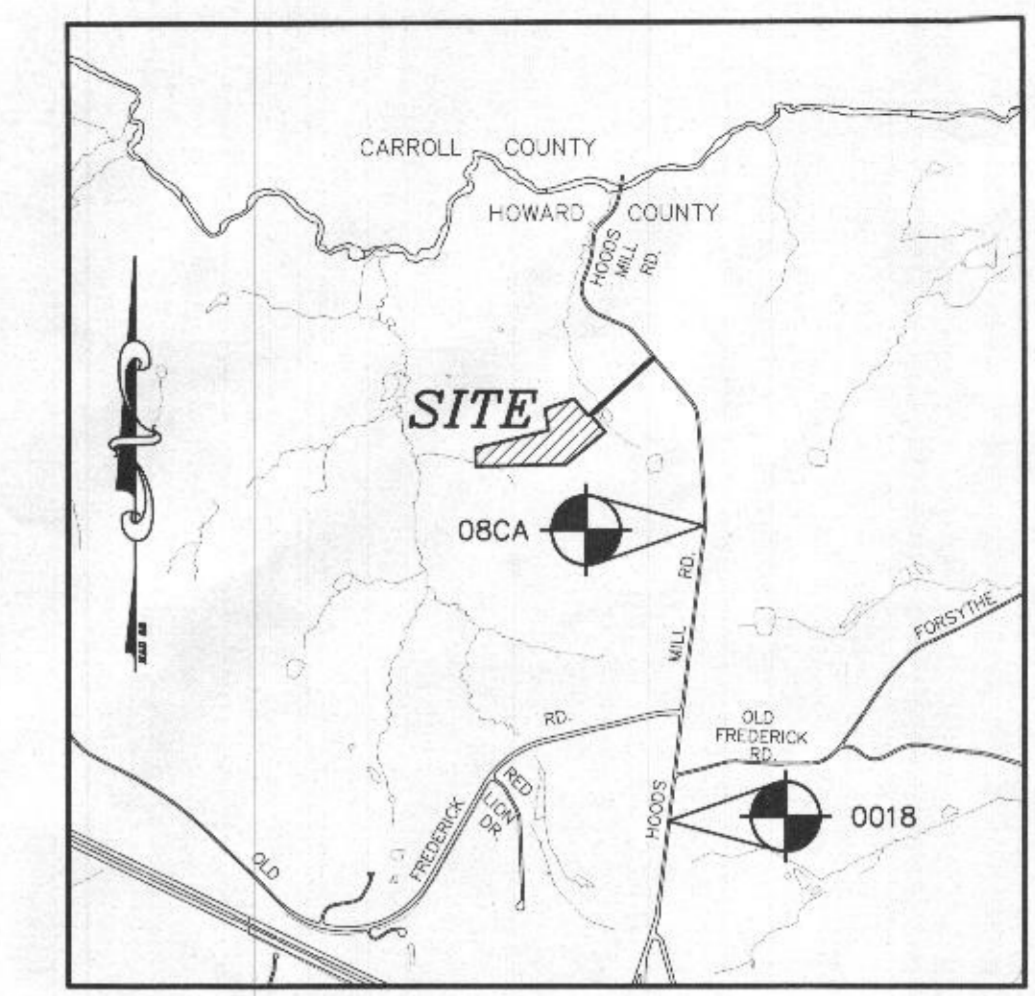 CARROLL COUNTY
HOWARD COUNTY
HOODS
MILL
RD.
SITE
08CA
RD.
MILL
FORSYTHE
OLD
FREDERICK
RD.
RD.
RED
LION
DR.
FREDERICK
HOODS
0018
OLD